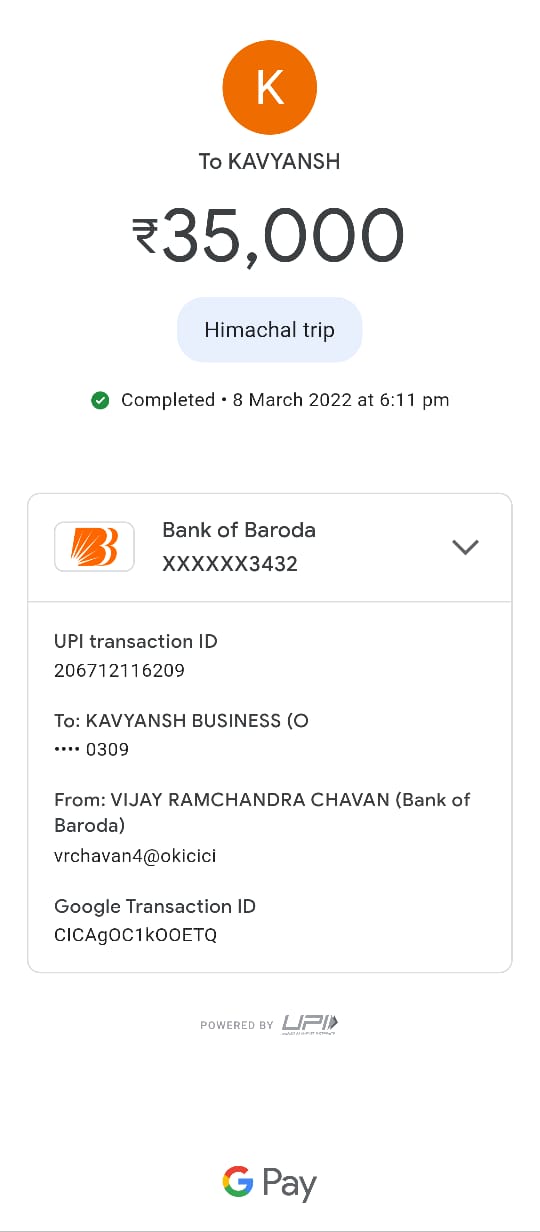 K
To KAVYANSH
₹35,000
Himachal trip
Completed • 8 March 2022 at 6:11 pm
Bank of Baroda
XXXXXX3432
UPI transaction ID
206712116209
To: KAVYANSH BUSINESS (O
•••• 0309
From: VIJAY RAMCHANDRA CHAVAN (Bank of
Baroda)
vrchavan4@okicici
Google Transaction ID
CICAgOC1kOOETQ
POWERED BY UPI
G Pay